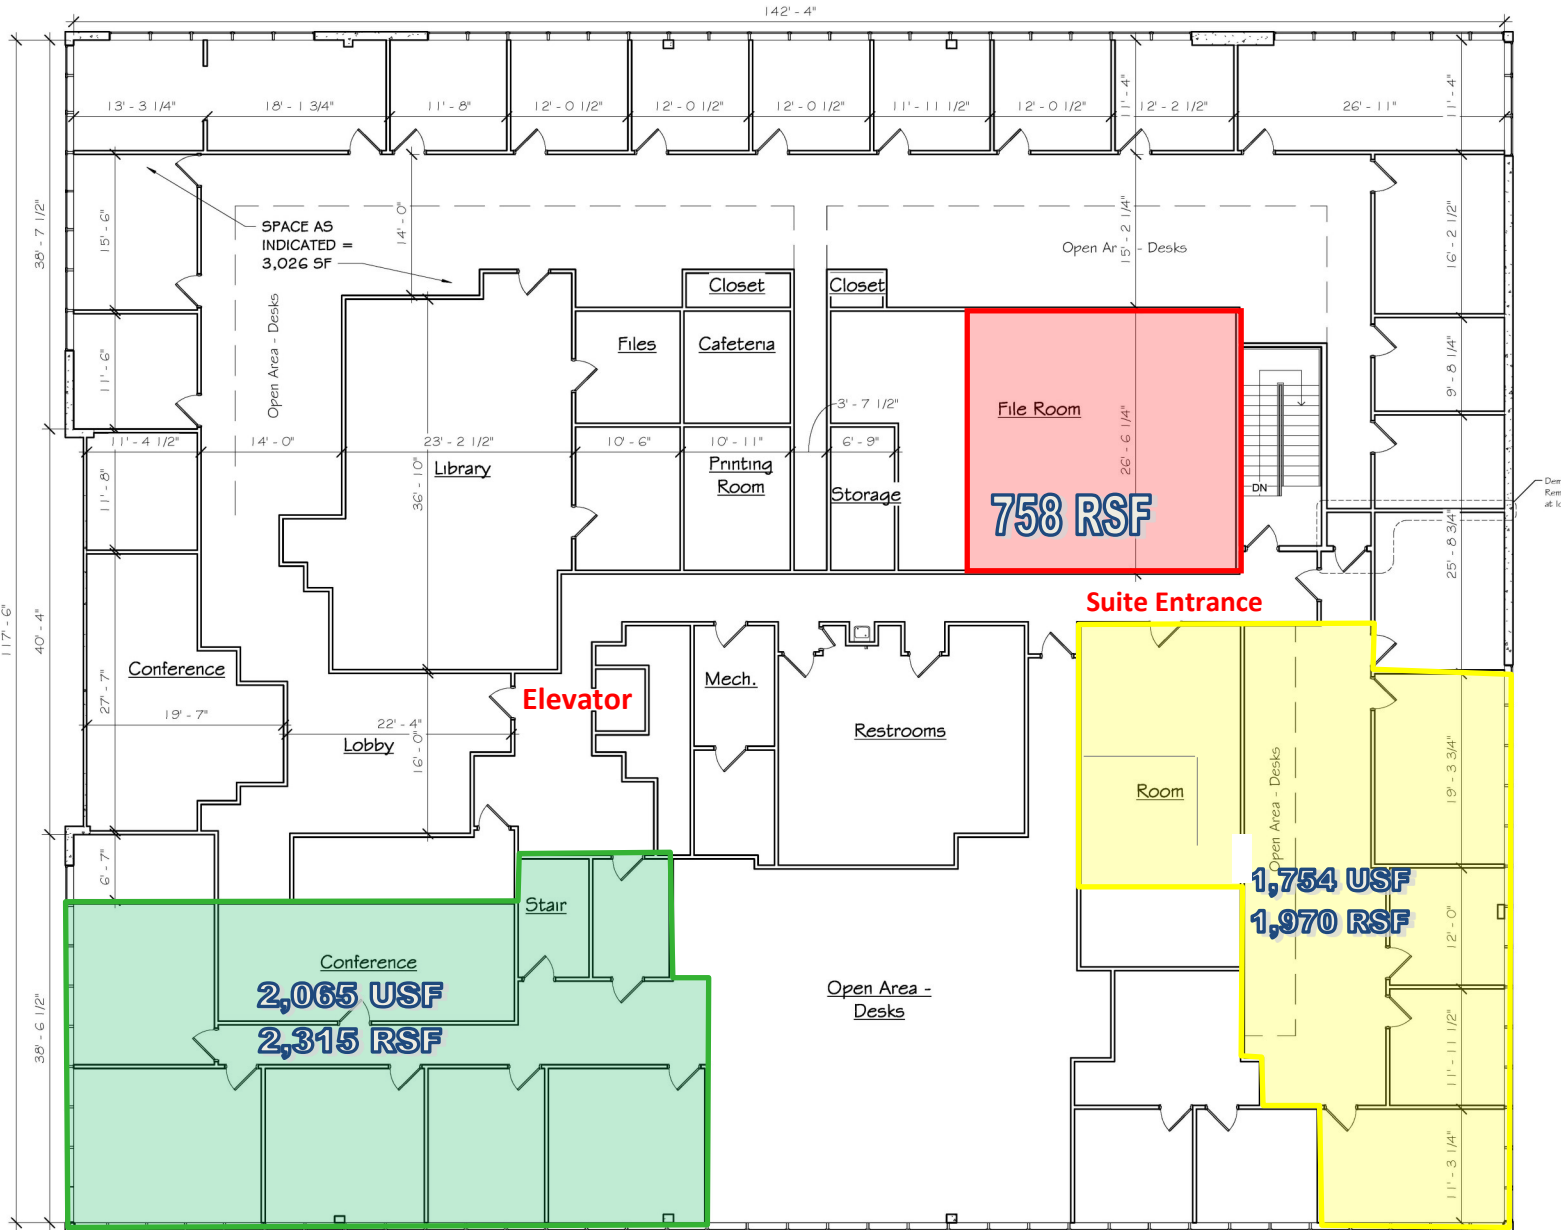 142' - 4"
13' - 3 1/4"
18' - 1 3/4"
11' - 8"
12' - 0 1/2"
12' - 0 1/2"
12' - 0 1/2"
11' - 11 1/2"
12' - 0 1/2"
11' - 4"
12' - 2 1/2"
26' - 11"
11' - 4"
38' - 7 1/2"
15' - 6"
SPACE AS
INDICATED =
3,026 SF
14' - 0"
15' - 2 1/4"
Open Ar - Desks
16' - 2 1/2"
Closet
Closet
Open Area - Desks
Files
Cafeteria
11' - 6"
9' - 8 1/4"
3' - 7 1/2"
File Room
26' - 6 1/4"
11' - 4 1/2"
14' - 0"
23' - 2 1/2"
10' - 6"
10' - 11"
6' - 9"
36' - 10"
Library
Printing
Room
Storage
11' - 8"
DN
758 RSF
Dem
Rem
at lo
25' - 8 3/4"
117' - 6"
40' - 4"
Suite Entrance
Conference
27' - 7"
19' - 7"
22' - 4"
Lobby
16' - 0"
Elevator
Mech.
Restrooms
Room
Open Area - Desks
19' - 3 3/4"
6' - 7"
1,754 USF
1,970 RSF
12' - 0"
Stair
Conference
2,065 USF
2,315 RSF
Open Area -
Desks
38' - 6 1/2"
11' - 11 1/2"
11' - 3 1/4"